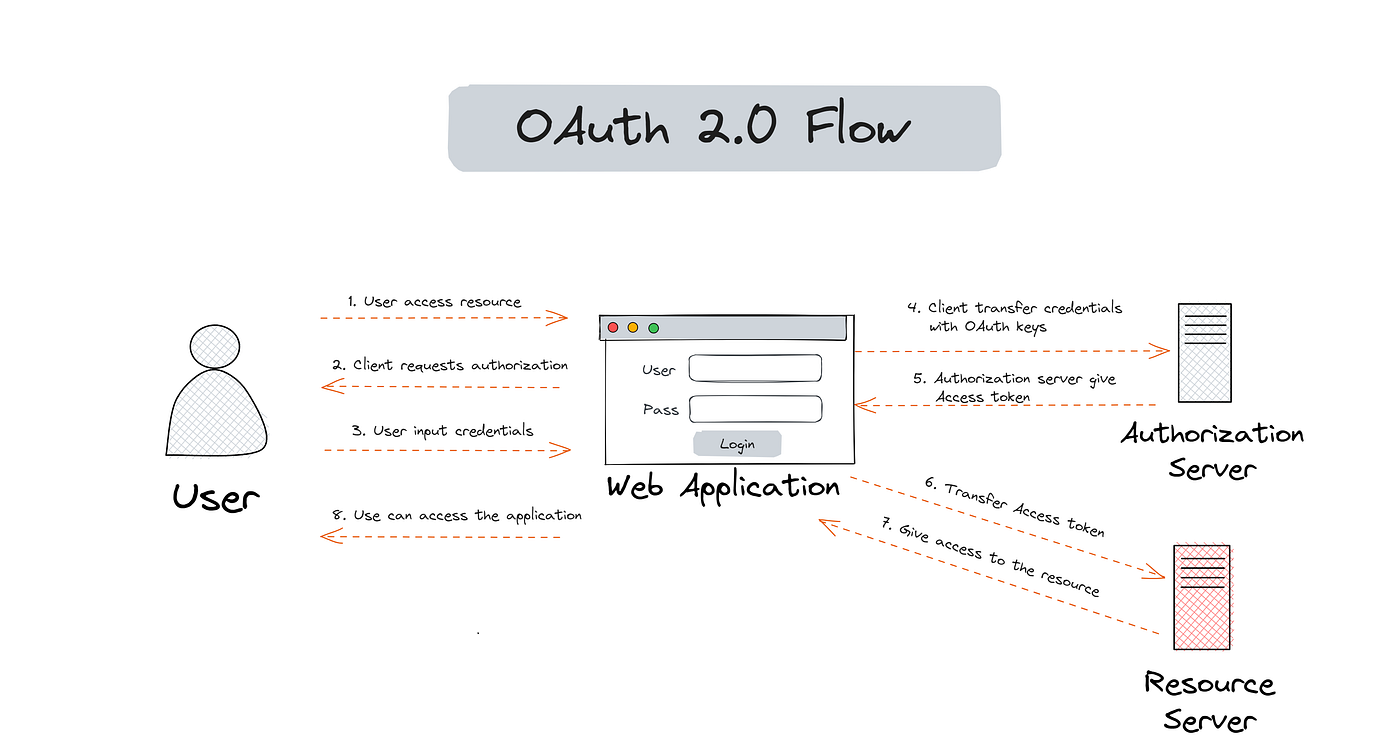 OAuth 2.0 Flow
1. User access resource
2. Client requests authorization
3. User input credentials
8. Use can access the application
User
User
Pass
Login
Web Application
4. Client transfer credentials
with OAuth keys
5. Authorization server give
Access token
Authorization
Server
6. Transfer Access token
7. Give access to the resource
Resource
Server